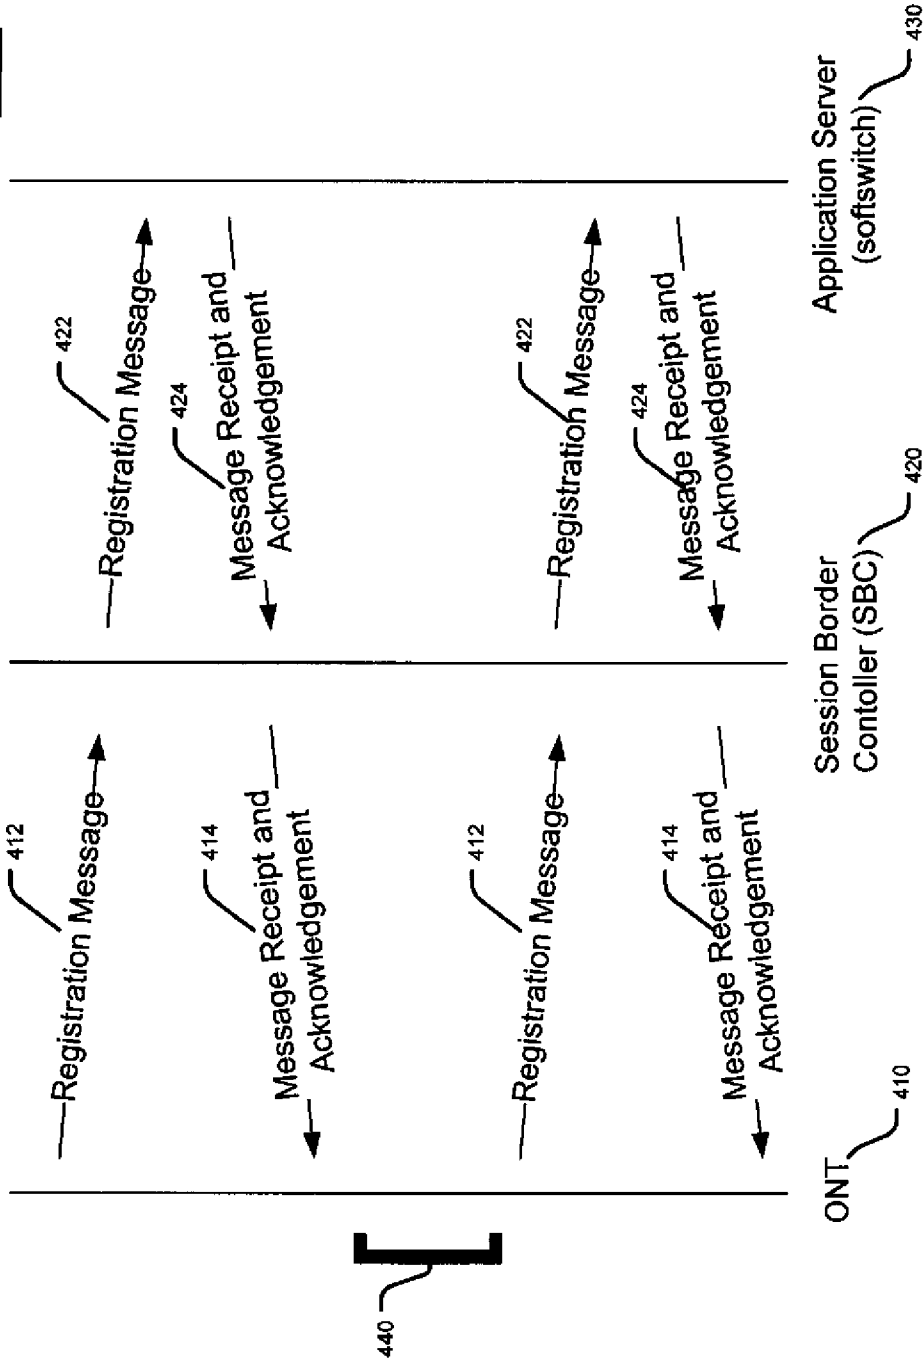 412
Registration Message
422
Registration Message
424
Message Receipt and
Acknowledgement
414
Message Receipt and
Acknowledgement
440
412
Registration Message
422
Registration Message
424
Message Receipt and
Acknowledgement
414
Message Receipt and
Acknowledgement
ONT
410
Session Border
Contoller (SBC)
420
Application Server
(softswitch)
430